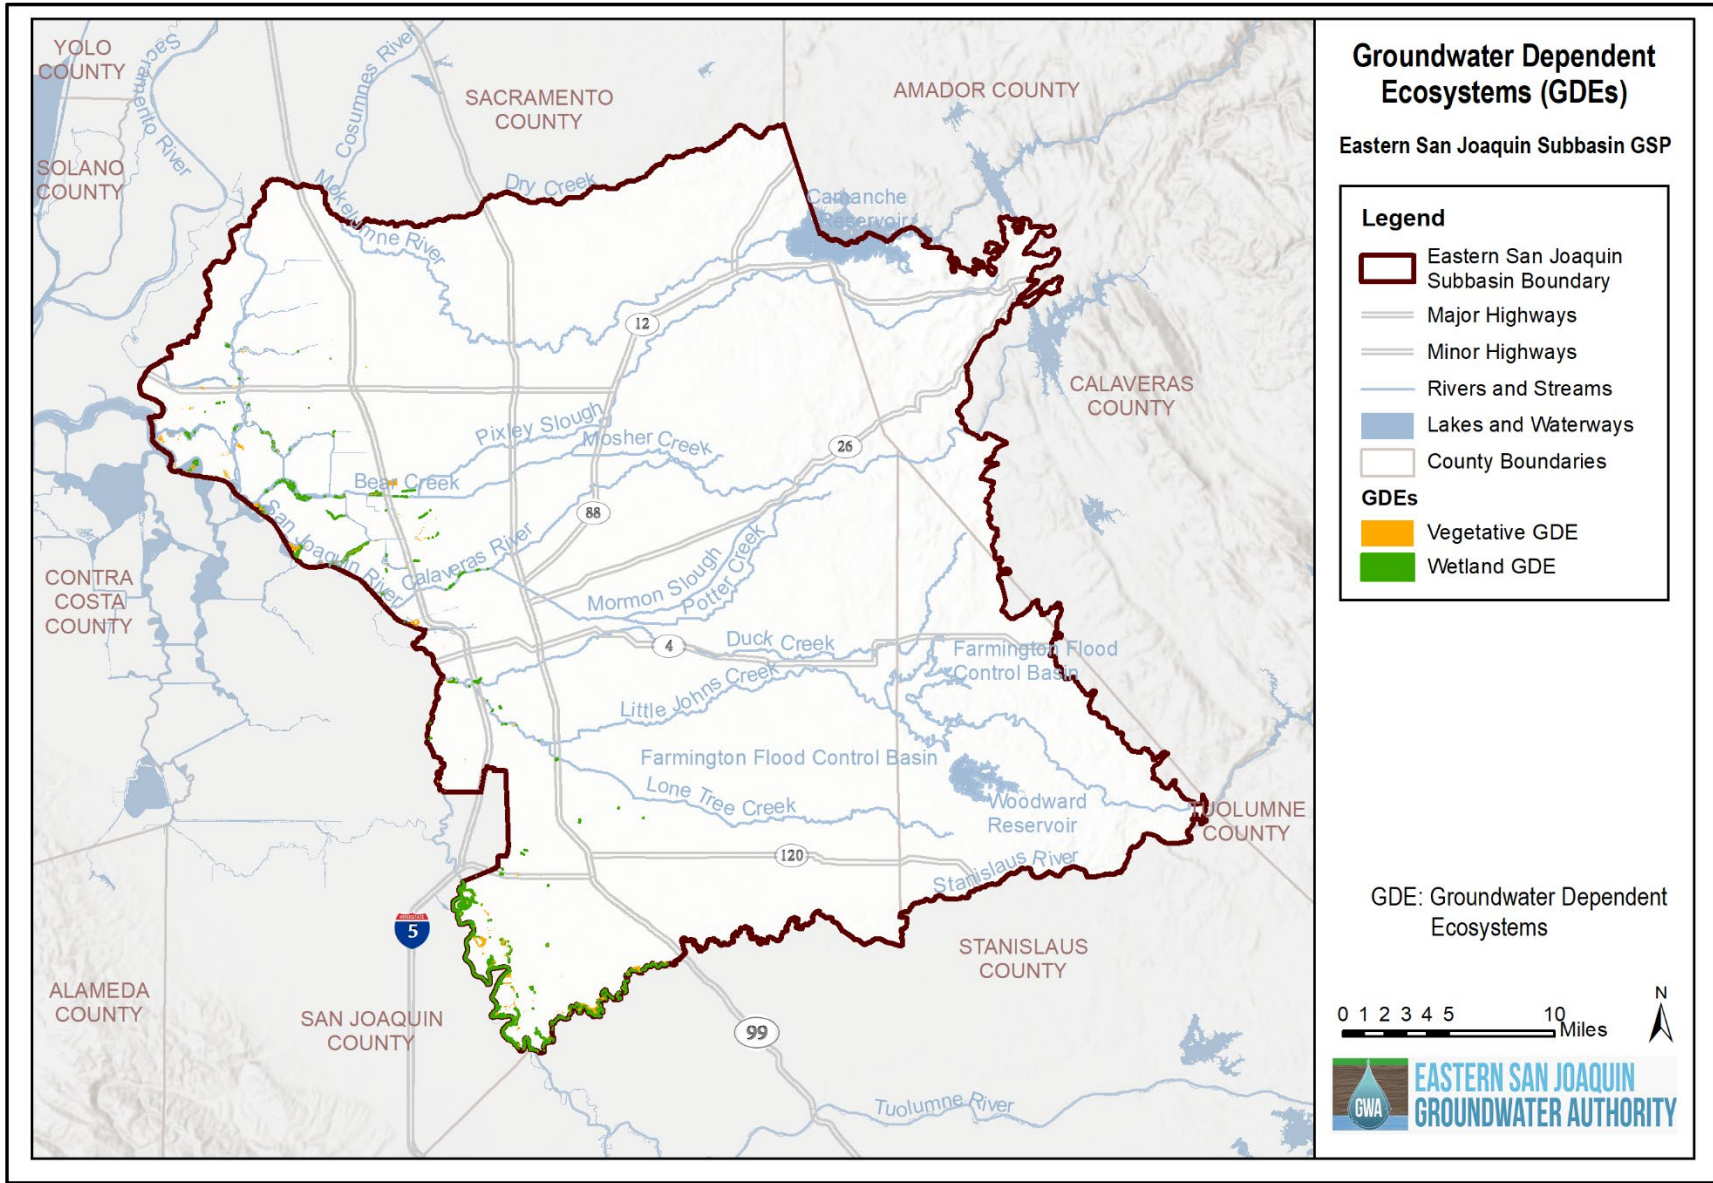 YOLO
COUNTY
Sacramento River
Cosumnes River
SACRAMENTO
COUNTY
AMADOR COUNTY
SOLANO
COUNTY
Mokelumne River
Dry Creek
Camanche
Reservoir
12
CALAVERAS
COUNTY
Pixley Slough
Mosher Creek
26
Bear Creek
88
San Joaquin River
Calaveras River
CONTRA
COSTA
COUNTY
Mormon Slough
Potter Creek
4
Duck Creek
Farmington Flood
Control Basin
Little Johns Creek
Farmington Flood Control Basin
Lone Tree Creek
Woodward
Reservoir
TUOLUMNE
COUNTY
120
Stanislaus River
5
STANISLAUS
COUNTY
ALAMEDA
COUNTY
SAN JOAQUIN
COUNTY
99
Tuolumne River
Groundwater Dependent
Ecosystems (GDEs)
Eastern San Joaquin Subbasin GSP
Legend
Eastern San Joaquin
Subbasin Boundary
Major Highways
Minor Highways
Rivers and Streams
Lakes and Waterways
County Boundaries
GDEs
Vegetative GDE
Wetland GDE
GDE: Groundwater Dependent
Ecosystems
N
0 1 2 3 4 5 10
Miles
GWA
EASTERN SAN JOAQUIN
GROUNDWATER AUTHORITY